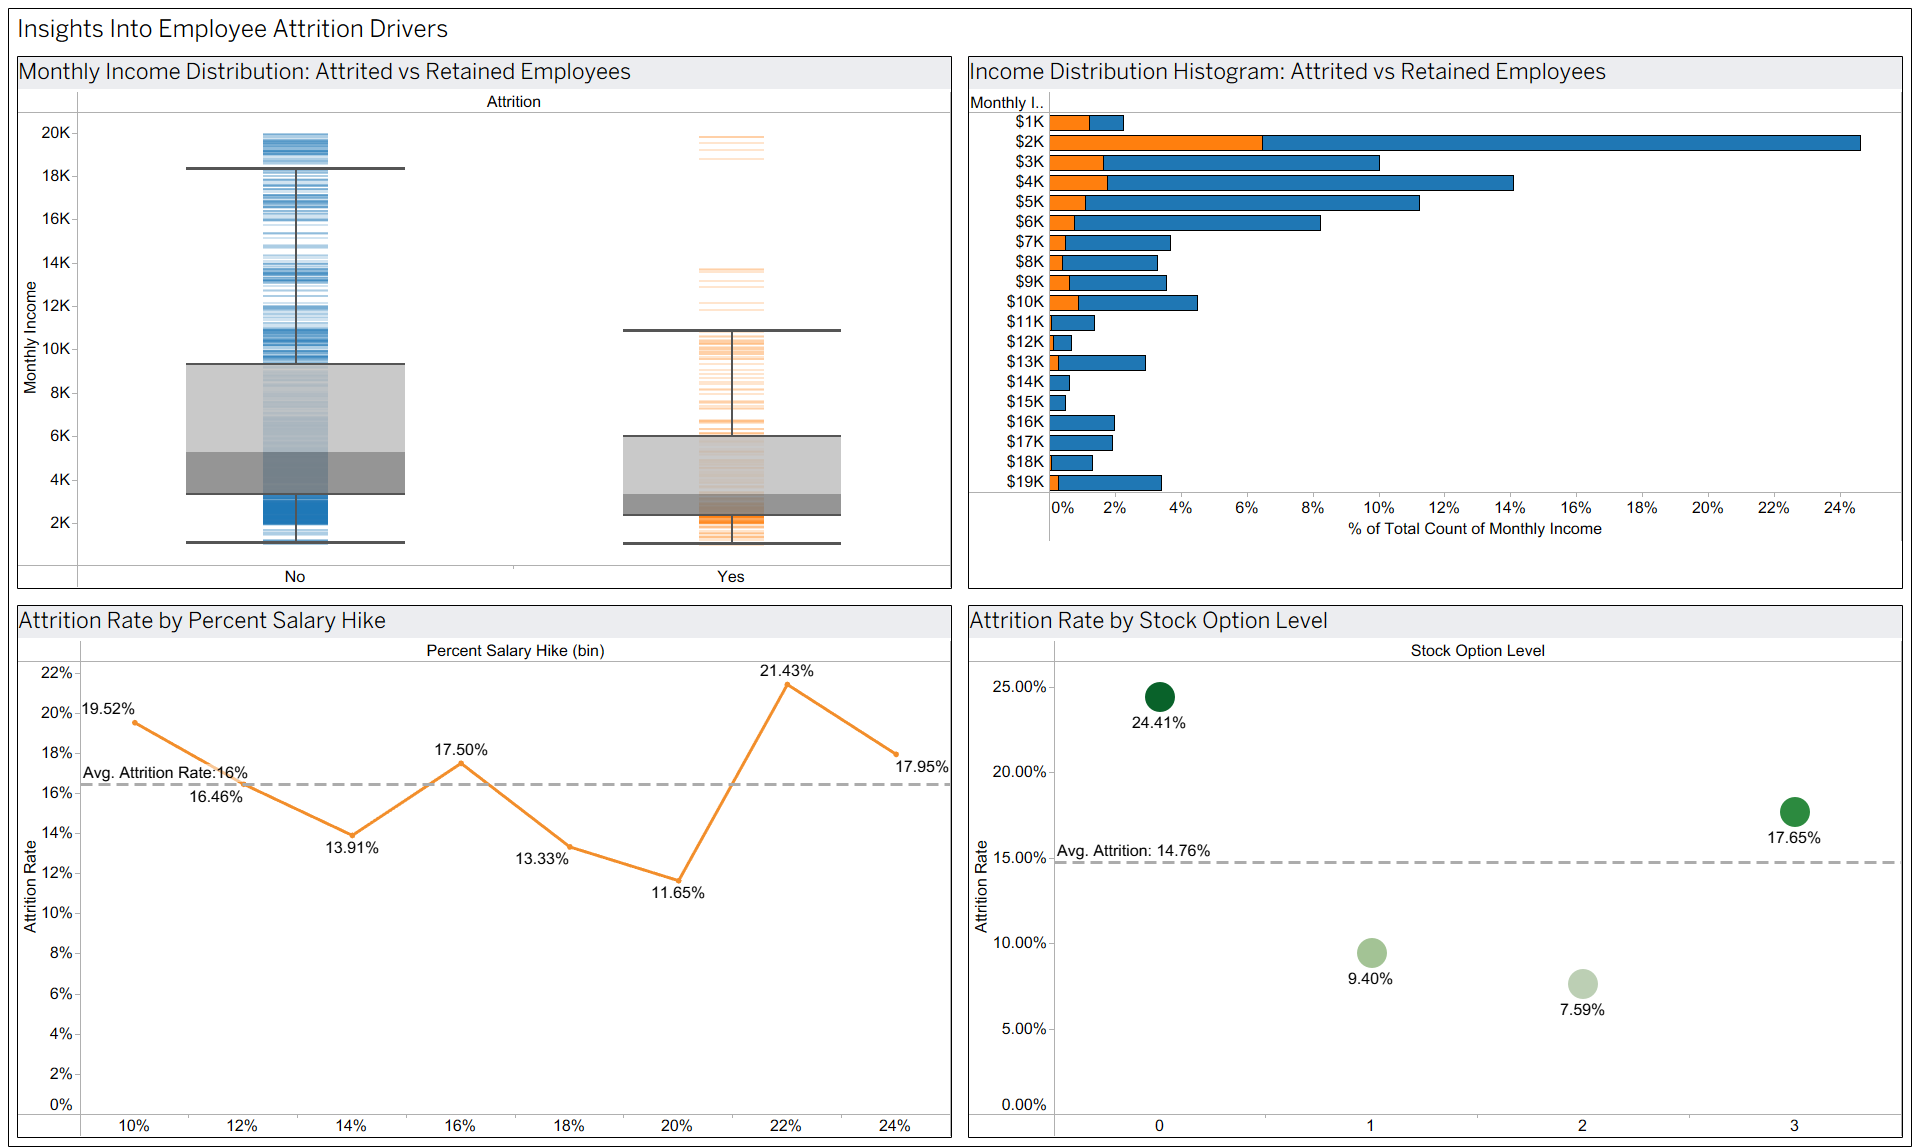 Insights Into Employee Attrition Drivers
Monthly Income Distribution: Attrited vs Retained Employees
Attrition
Monthly Income
20K
18K
16K
14K
12K
10K
8K
6K
4K
2K
No
Yes
Income Distribution Histogram: Attrited vs Retained Employees
Monthly I..
$1K
$2K
$3K
$4K
$5K
$6K
$7K
$8K
$9K
$10K
$11K
$12K
$13K
$14K
$15K
$16K
$17K
$18K
$19K
0% 2% 4% 6% 8% 10% 12% 14% 16% 18% 20% 22% 24%
% of Total Count of Monthly Income
Attrition Rate by Percent Salary Hike
Percent Salary Hike (bin)
Attrition Rate
22%
20%
18%
16%
14%
12%
10%
8%
6%
4%
2%
0%
19.52%
Avg. Attrition Rate:16%
16.46%
13.91%
17.50%
13.33%
11.65%
21.43%
17.95%
10% 12% 14% 16% 18% 20% 22% 24%
Attrition Rate by Stock Option Level
Stock Option Level
Attrition Rate
25.00%
20.00%
15.00%
10.00%
5.00%
0.00%
24.41%
Avg. Attrition: 14.76%
9.40%
7.59%
17.65%
0 1 2 3